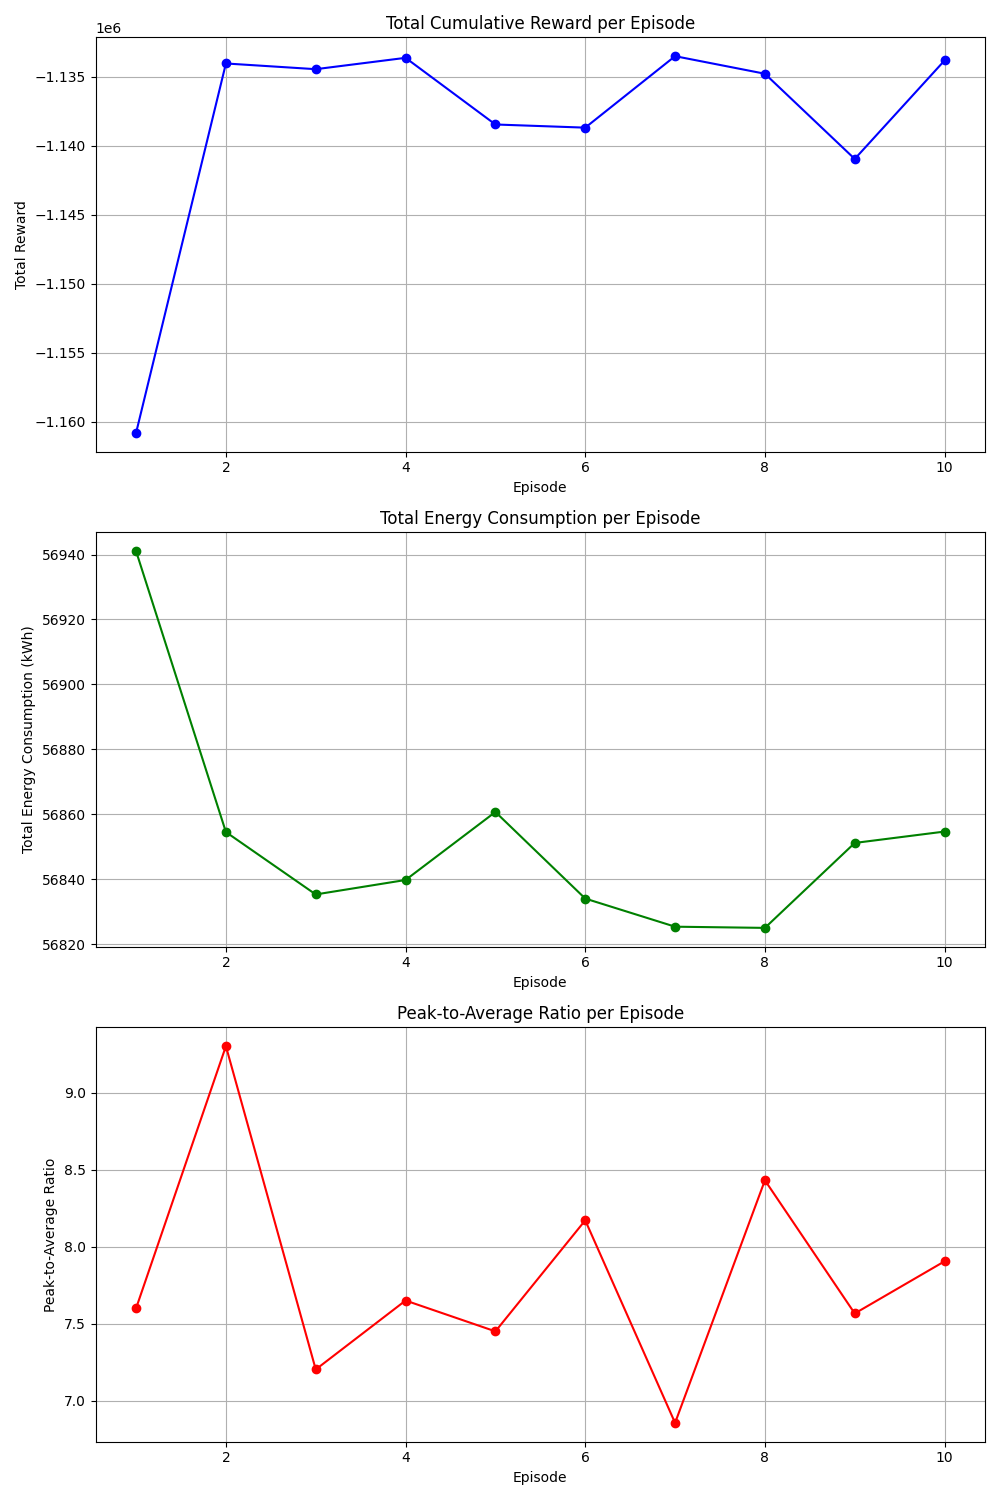 Total Cumulative Reward per Episode
1e6
−1.135
−1.140
−1.145
−1.150
−1.155
−1.160
Total Reward
2 4 6 8 10
Episode
Total Energy Consumption per Episode
56940
56920
56900
56880
56860
56840
56820
Total Energy Consumption (kWh)
2 4 6 8 10
Episode
Peak-to-Average Ratio per Episode
9.0
8.5
8.0
7.5
7.0
Peak-to-Average Ratio
2 4 6 8 10
Episode